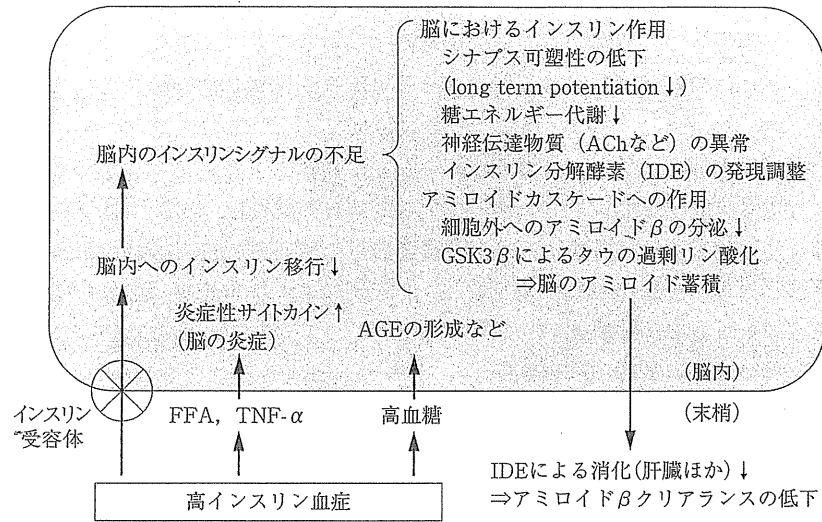 脳におけるインスリン作用
シナプス可塑性の低下
(long term potentiation↓)
糖エネルギー代謝↓
神経伝達物質（AChなど）の異常
インスリン分解酵素（IDE）の発現調整
アミロイドカスケードへの作用
細胞外へのアミロイドβの分泌↓
GSK3βによるタウの過剰リン酸化
⇒脳のアミロイド蓄積
脳内のインスリンシグナルの不足
脳内へのインスリン移行↓
炎症性サイトカイン↑
(脳の炎症)
AGEの形成など
(脳内)
(末梢)
インスリン
受容体
FFA, TNF-α
高血糖
高インスリン血症
IDEによる消化(肝臓ほか)↓
⇒アミロイドβクリアランスの低下